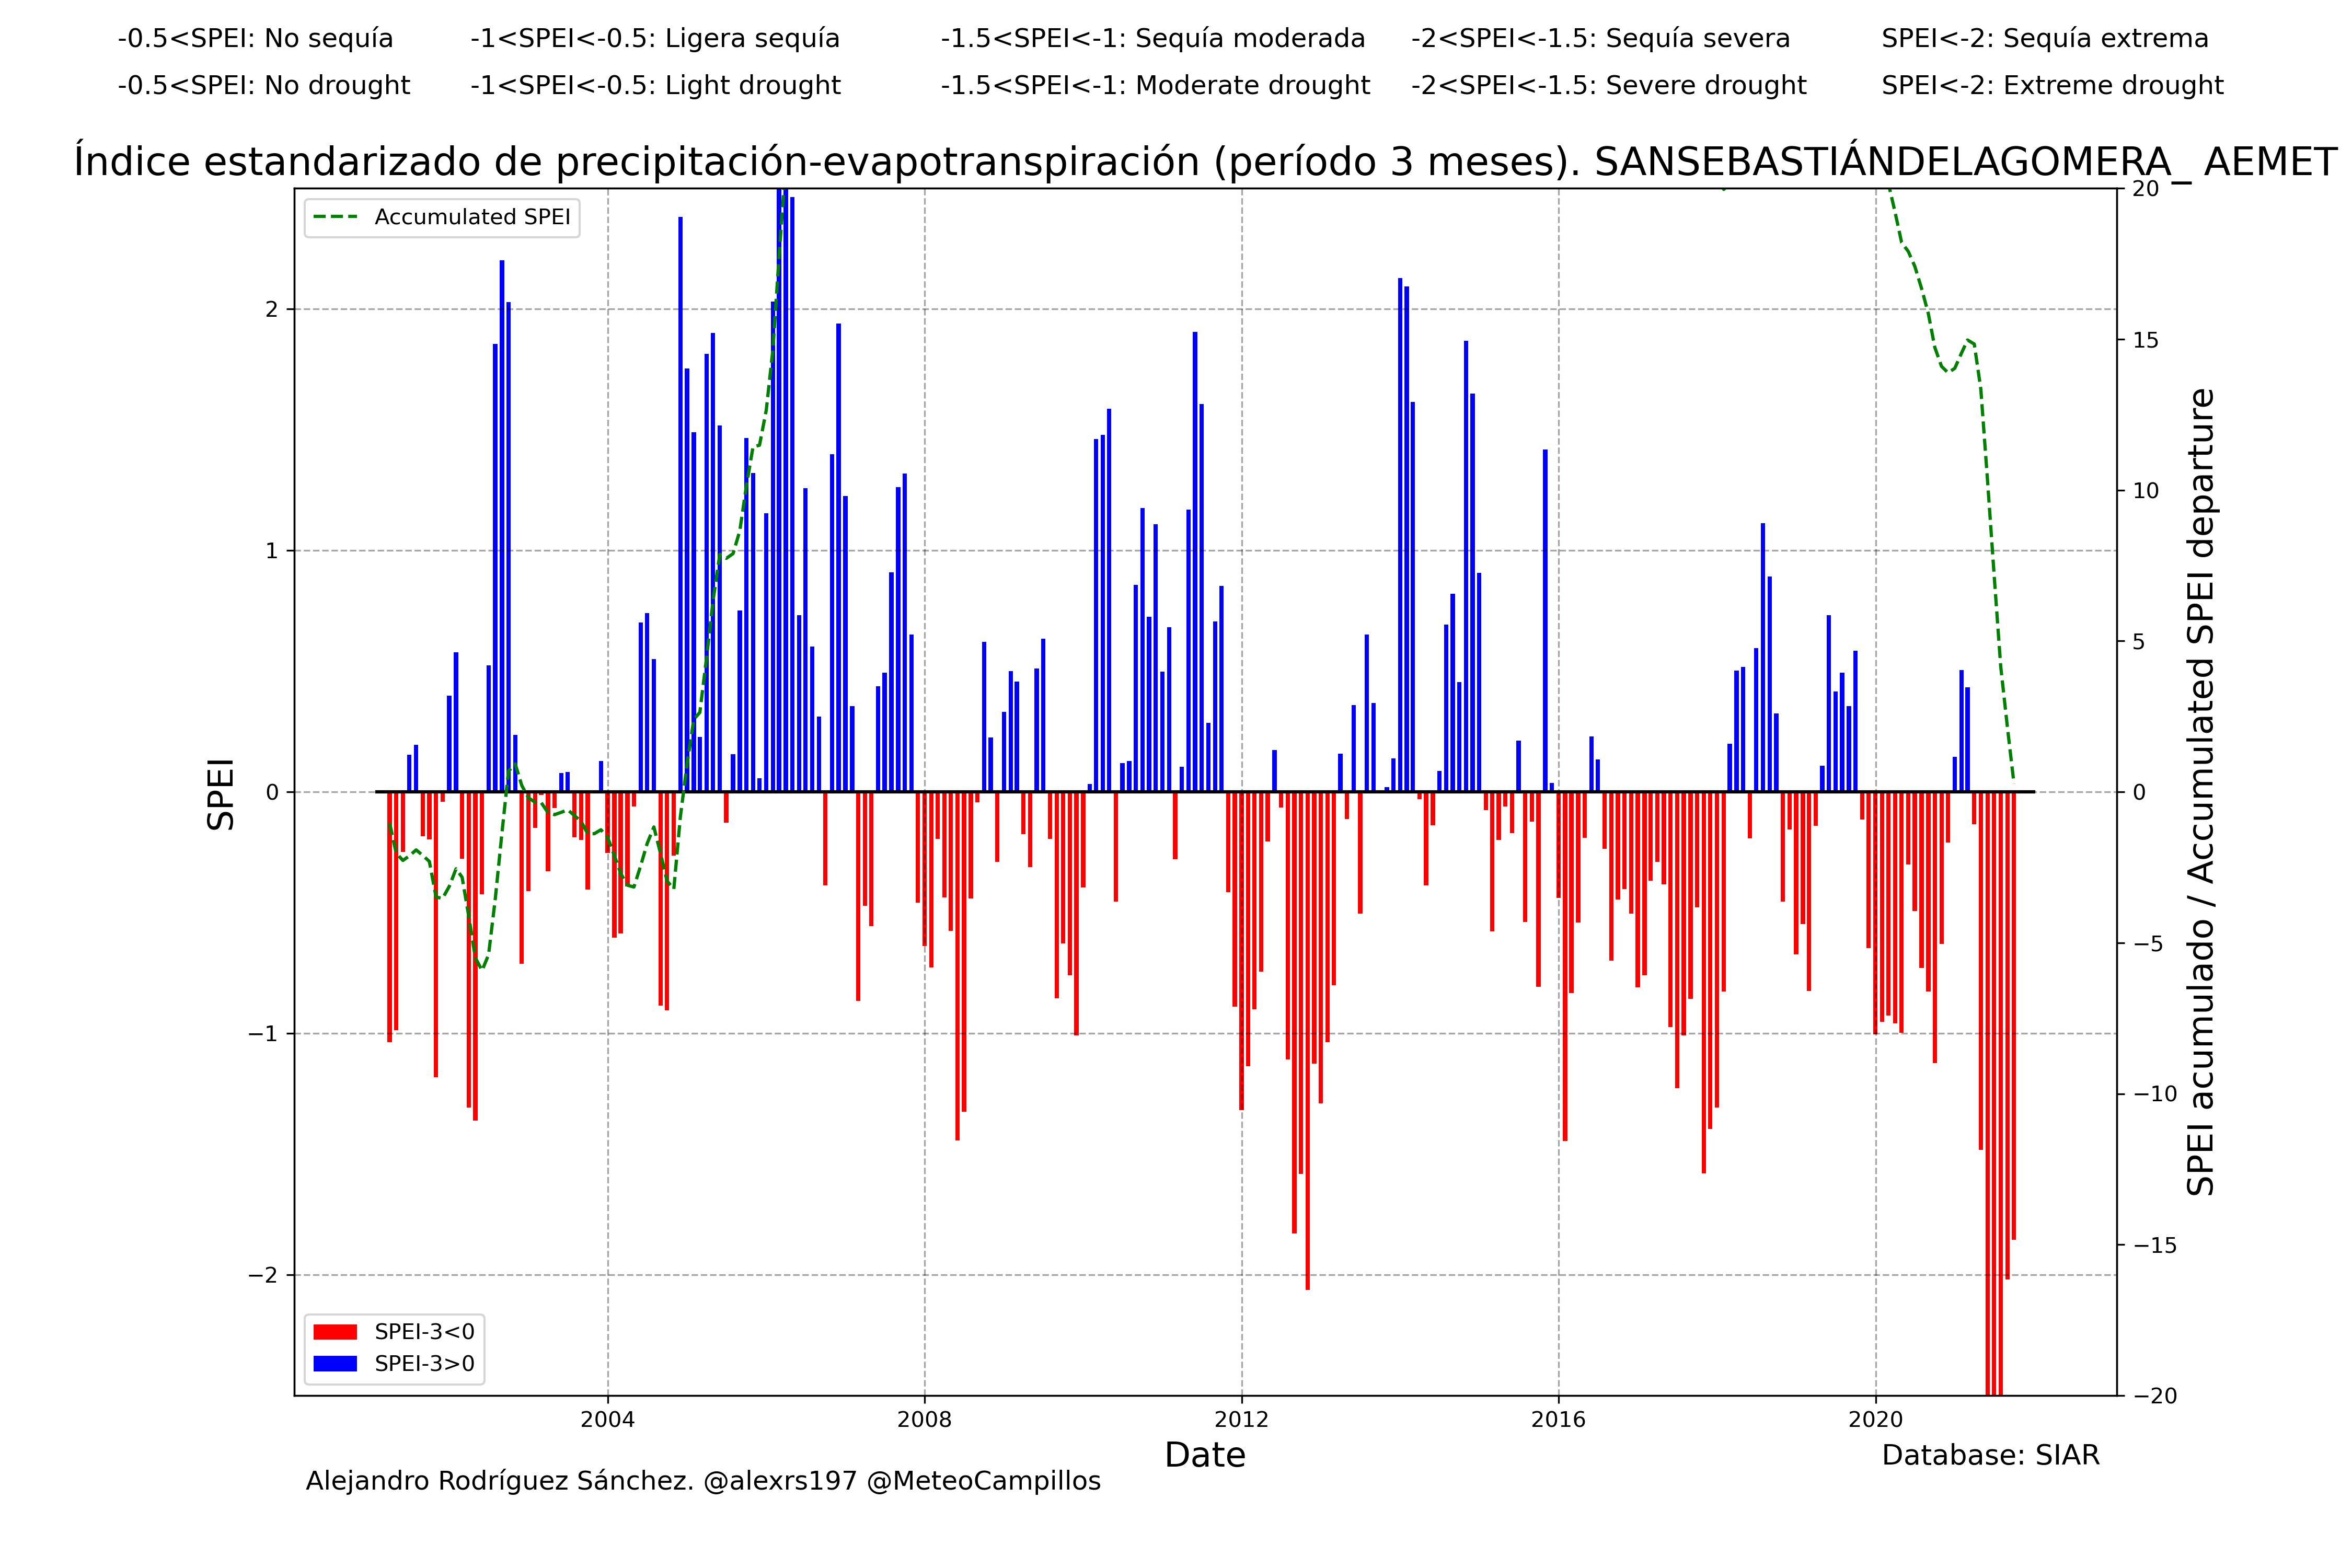 -0.5<SPEI: No sequía -1<SPEI<-0.5: Ligera sequía -1.5<SPEI<-1: Sequía moderada -2<SPEI<-1.5: Sequía severa SPEI<-2: Sequía extrema
-0.5<SPEI: No drought -1<SPEI<-0.5: Light drought -1.5<SPEI<-1: Moderate drought -2<SPEI<-1.5: Severe drought SPEI<-2: Extreme drought
Índice estandarizado de precipitación-evapotranspiración (período 3 meses). SANSEBASTIÁNDELAGOMERA_ AEMET
Accumulated SPEI
2
1
0
−1
−2
SPEI
20
15
10
5
0
−5
−10
−15
−20
SPEI acumulado / Accumulated SPEI departure
SPEI-3<0
SPEI-3>0
2004 2008 2012 2016 2020
Date
Database: SIAR
Alejandro Rodríguez Sánchez. @alexrs197 @MeteoCampillos